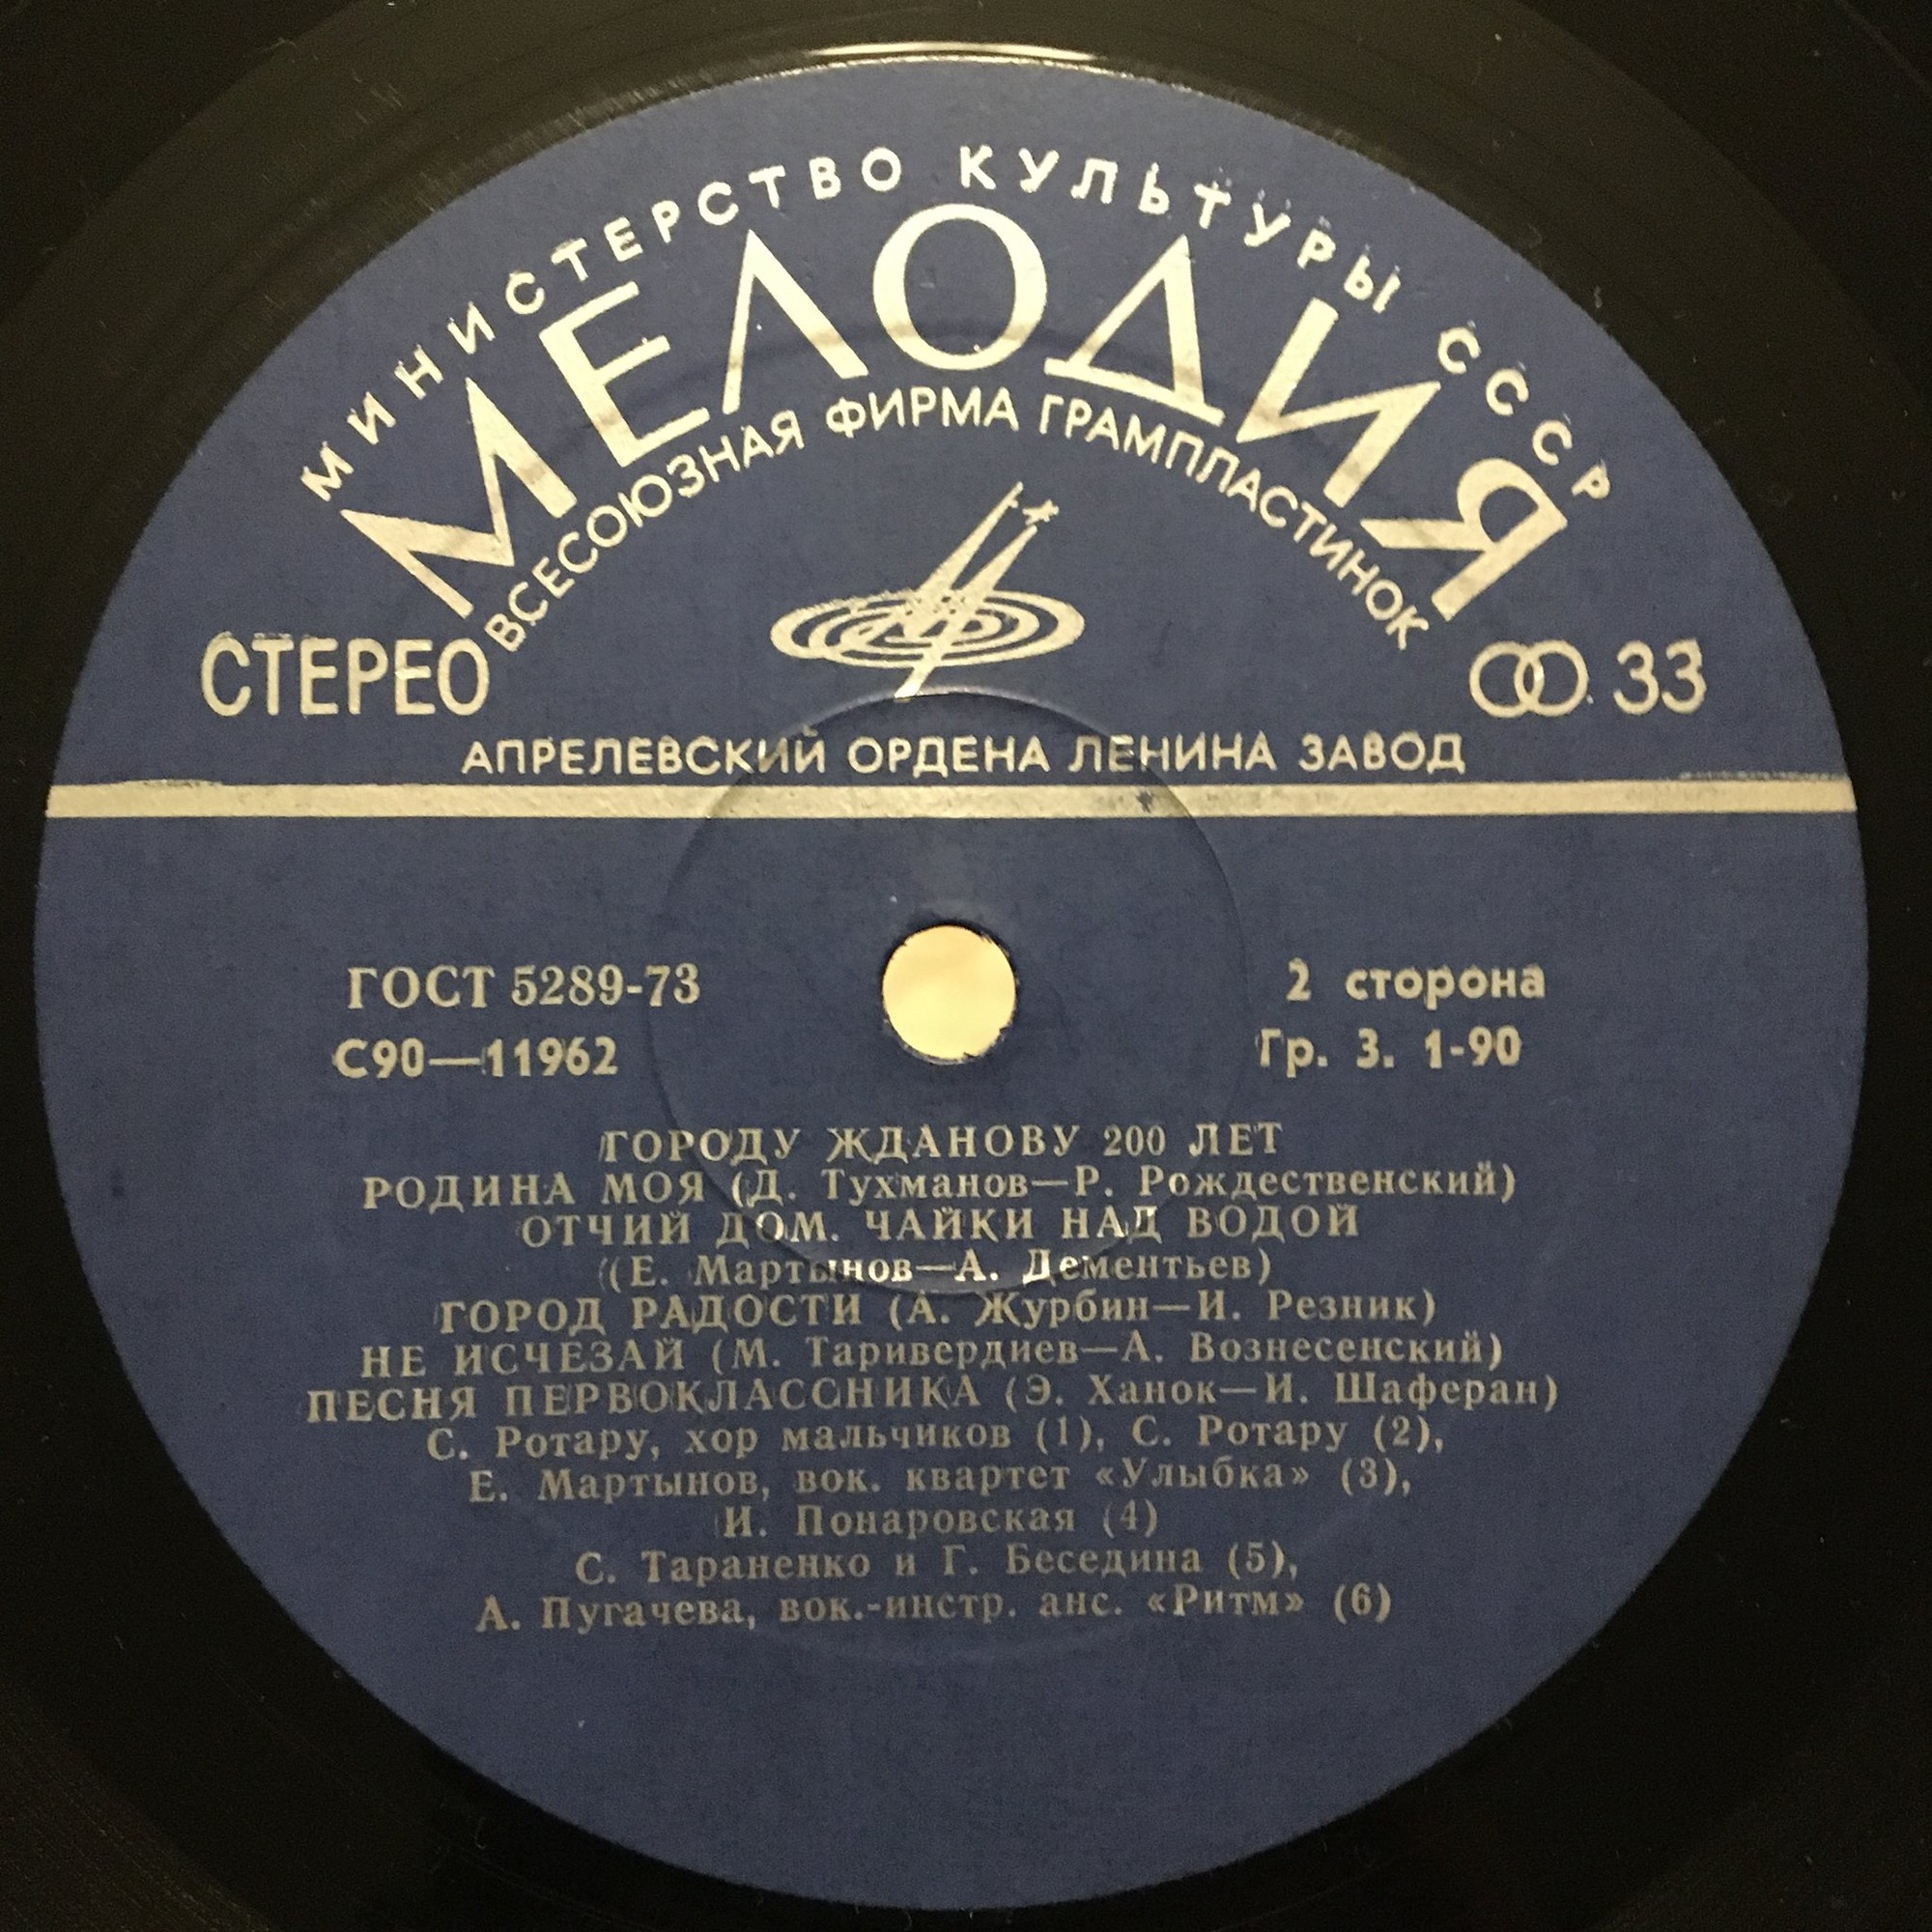 МИНИСТЕРСТВО КУЛЬТУРЫ СССР
МЕЛОДИЯ
ВСЕСОЮЗНАЯ ФИРМА ГРАМПЛАСТИНОК
СТЕРЕО
33
АПРЕЛЕВСКИЙ ОРДЕНА ЛЕНИНА ЗАВОД
ГОСТ 5289-73
2 сторона
С90—11962
Гр. 3. 1-90
ГОРОДУ ЖДАНОВУ 200 ЛЕТ
РОДИНА МОЯ (Д. Тухманов—Р. Рождественский)
ОТЧИЙ ДОМ. ЧАЙКИ НАД ВОДОЙ
(Е. Мартынов—А. Дементьев)
ГОРОД РАДОСТИ (А. Журбин—И. Резник)
НЕ ИСЧЕЗАЙ (М. Таривердиев—А. Вознесенский)
ПЕСНЯ ПЕРВОКЛАССНИКА (Э. Ханок—И. Шаферан)
С. Ротару, хор мальчиков (1), С. Ротару (2),
Е. Мартынов, вок. квартет «Улыбка» (3),
И. Понаровская (4)
С. Тараненко и Г. Беседина (5),
А. Пугачева, вок.-инстр. анс. «Ритм» (6)